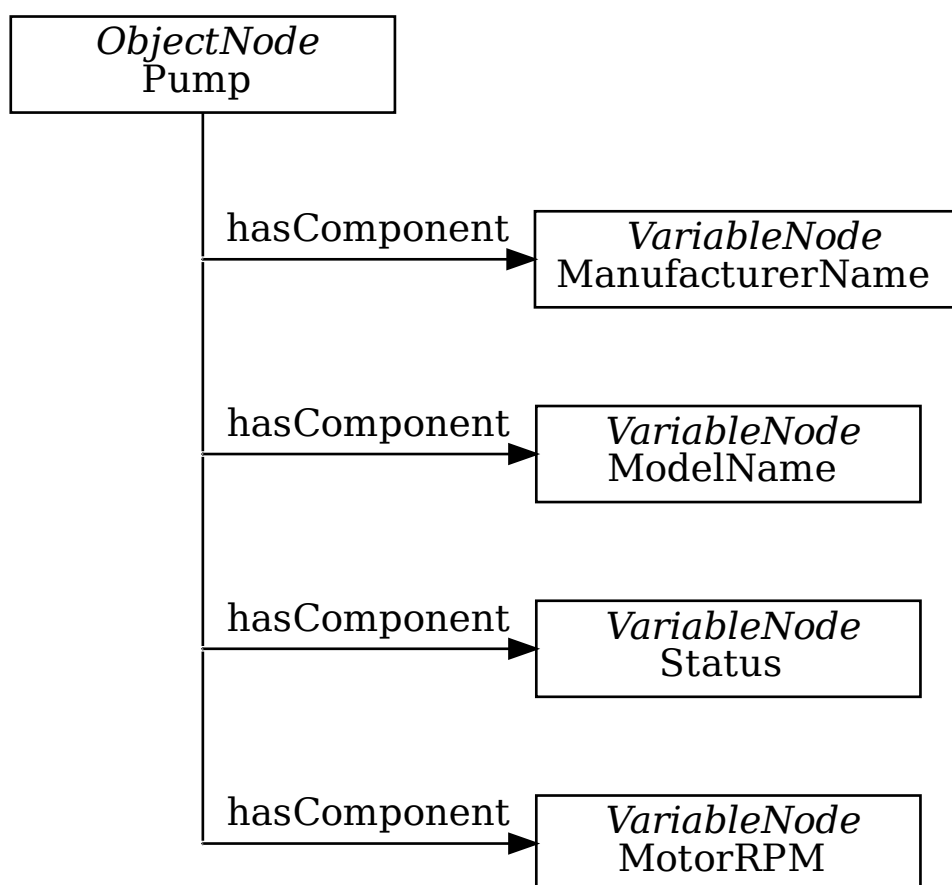 ObjectNode
Pump
hasComponent
VariableNode
ManufacturerName
hasComponent
VariableNode
ModelName
hasComponent
VariableNode
Status
hasComponent
VariableNode
MotorRPM